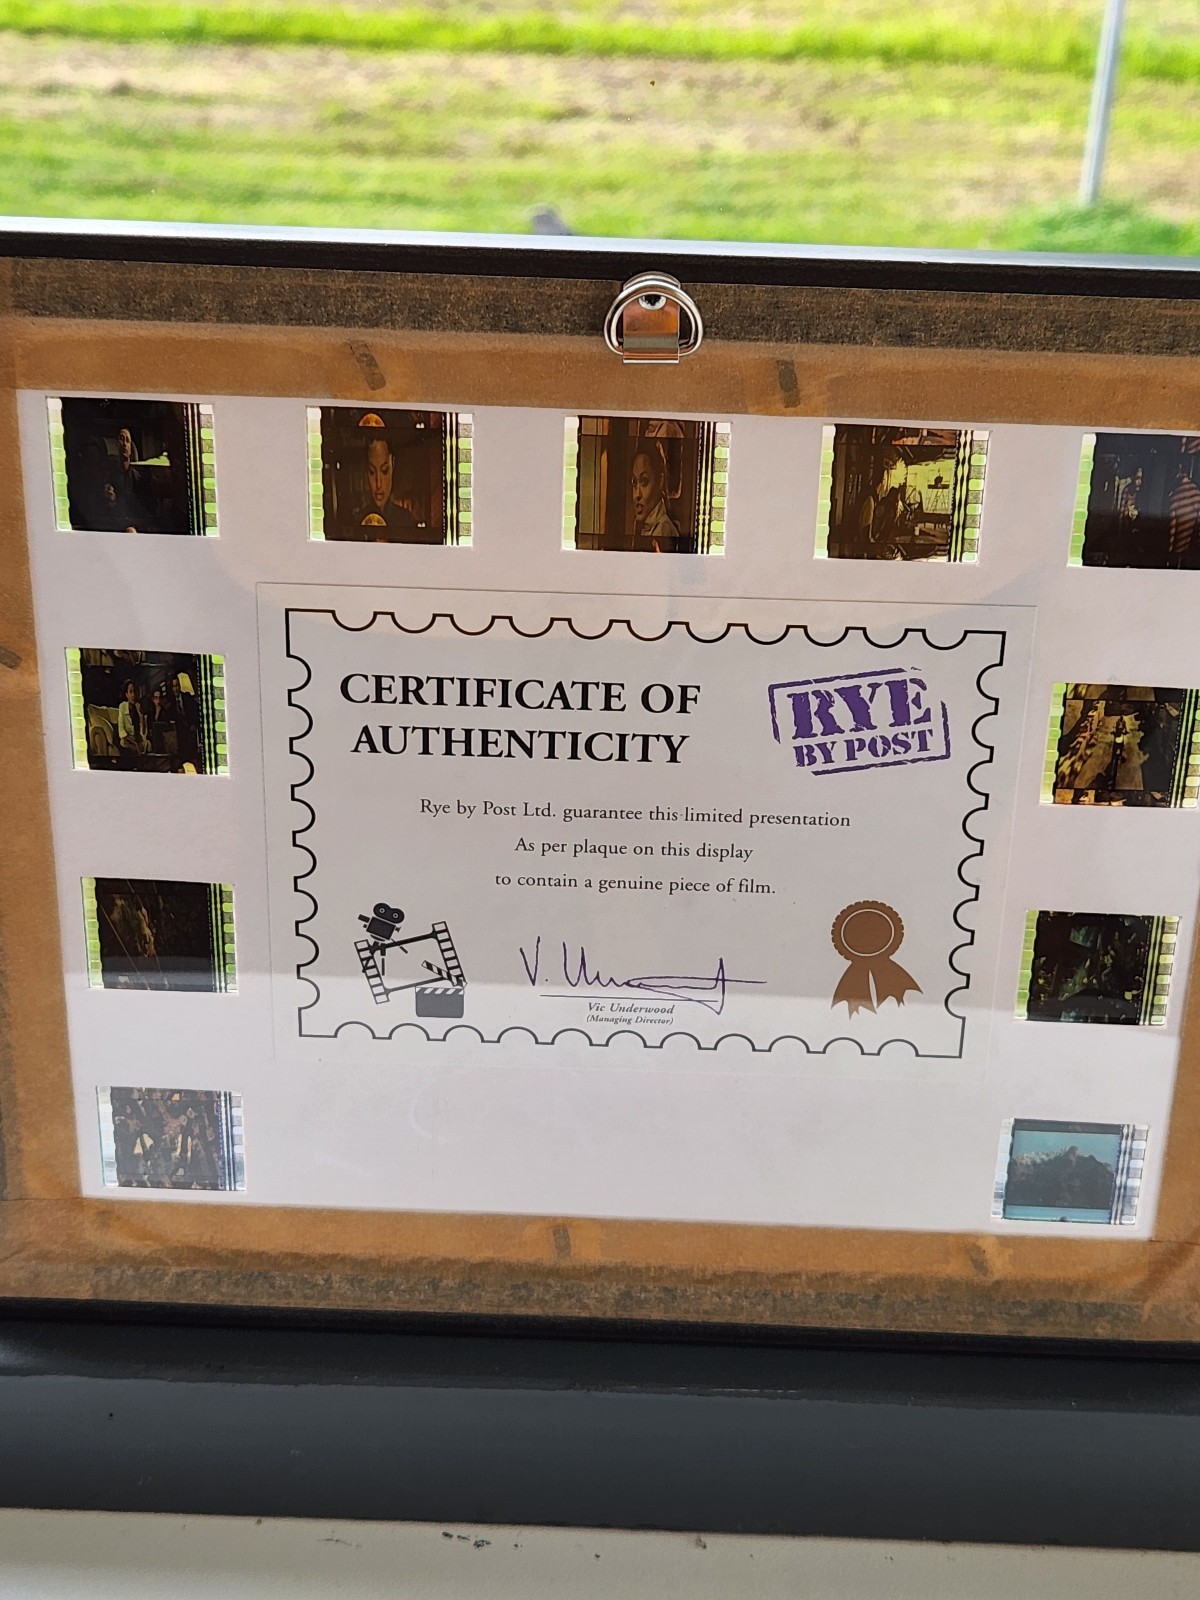 CERTIFICATE OF
AUTHENTICITY
RYE
BY POST
Rye by Post Ltd. guarantee this limited presentation
As per plaque on this display
to contain a genuine piece of film.
Vic Underwood
(Managing Director)